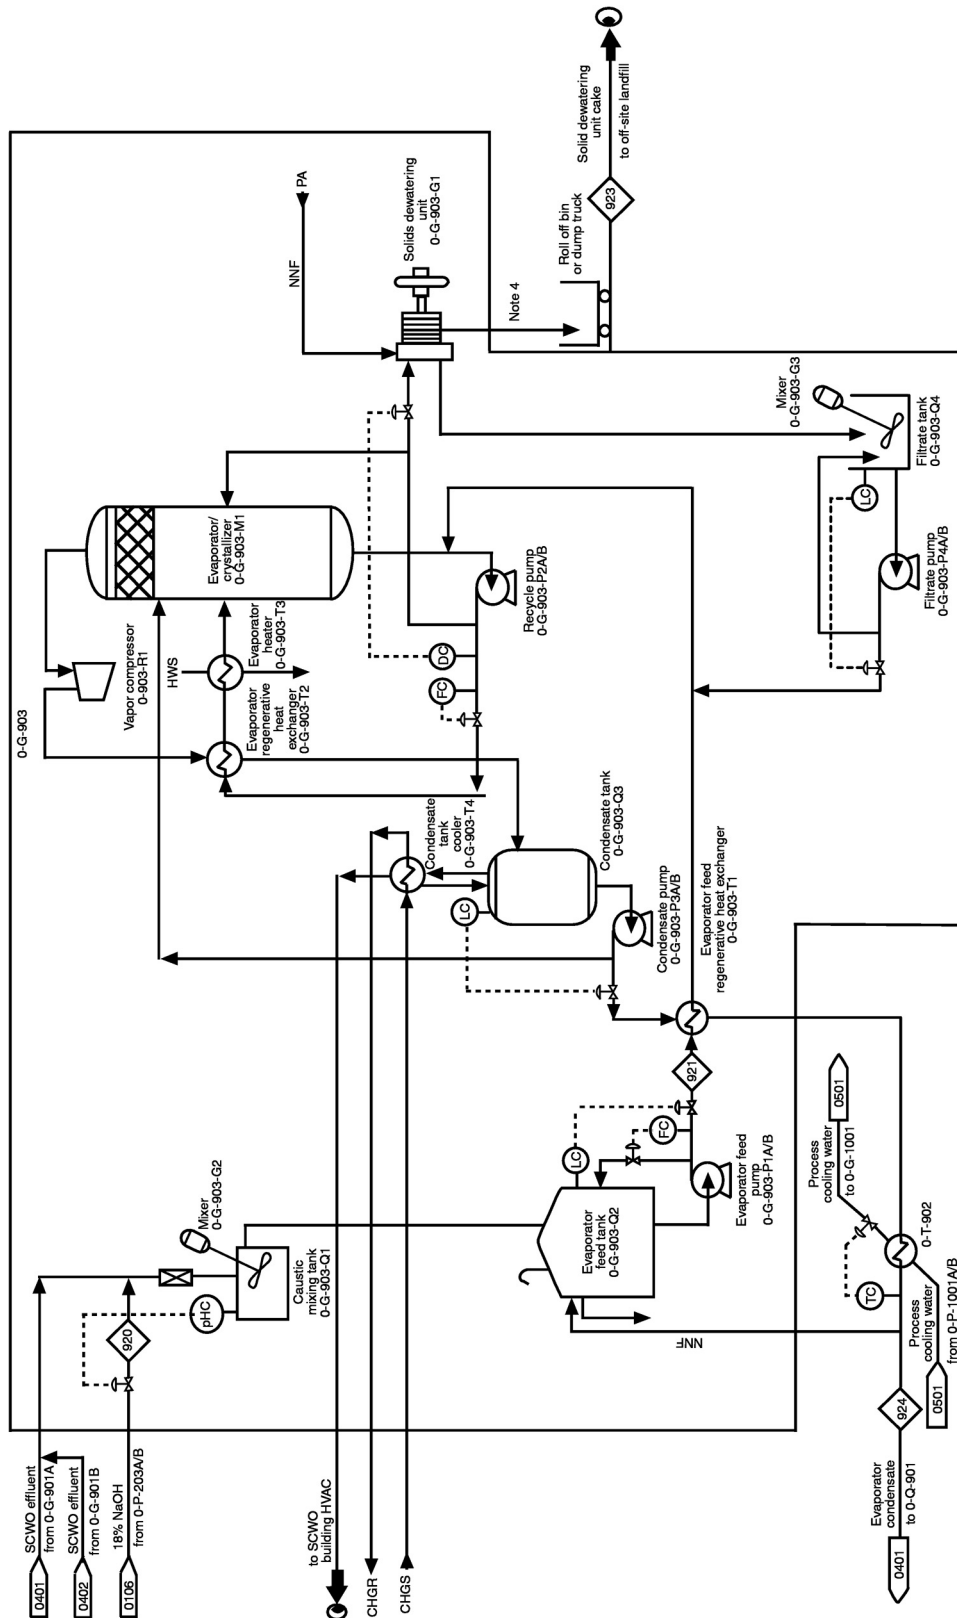 0401
SCWO effluent
from 0-G-901A
0402
SCWO effluent
from 0-G-901B
0106
18% NaOH
from 0-P-203A/B
920
pHC
Mixer
0-G-903-G2
Caustic
mixing tank
0-G-903-Q1
to SCWO
building HVAC
CHGR
CHGS
0-G-903
Vapor compressor
0-903-R1
HWS
Evaporator
regenerative
heat
exchanger
0-G-903-T2
Evaporator
heater
0-G-903-T3
Evaporator/
crystallizer
0-G-903-M1
NNF
PA
Solids dewatering
unit
0-G-903-G1
Note 4
Roll off bin
or dump truck
923
Solid dewatering
unit cake
to off-site landfill
LC
Condensate
tank
cooler
0-G-903-T4
Condensate tank
0-G-903-Q3
Condensate pump
0-G-903-P3A/B
FC
DC
Recycle pump
0-G-903-P2A/B
LC
Evaporator
feed tank
0-G-903-Q2
FC
Evaporator feed
pump
0-G-903-P1A/B
921
Evaporator feed
regenerative heat exchanger
0-G-903-T1
Mixer
0-G-903-G3
LC
Filtrate tank
0-G-903-Q4
Filtrate pump
0-G-903-P4A/B
NNF
0401
Evaporator
condensate
to 0-Q-901
924
TC
0-T-902
Process
cooling water
to 0-G-1001
0501
0501
Process
cooling water
from 0-P-1001A/B